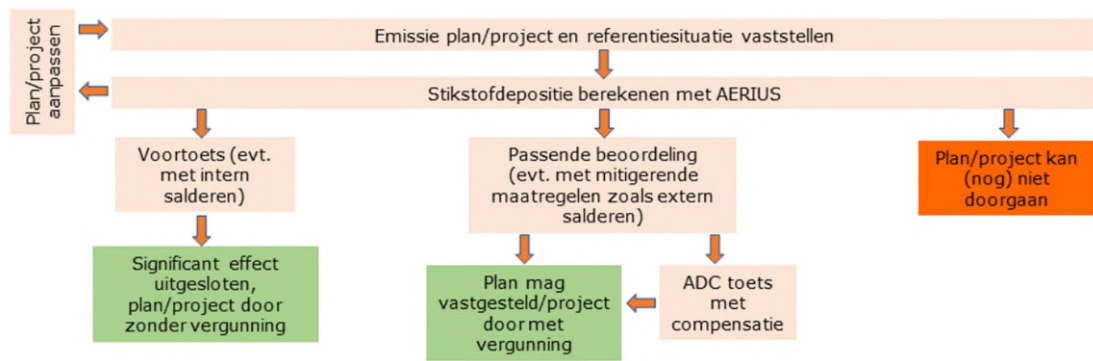 Plan/project
aanpassen
Emissie plan/project en referentiesituatie vaststellen
Stikstofdepositie berekenen met AERIUS
Voortoets (evt.
met intern
salderen)
Passende beoordeling
(evt. met mitigerende
maatregelen zoals extern
salderen)
Plan/project kan
(nog) niet
doorgaan
Significant effect
uitgesloten,
plan/project door
zonder vergunning
Plan mag
vastgesteld/project
door met
vergunning
ADC toets
met
compensatie